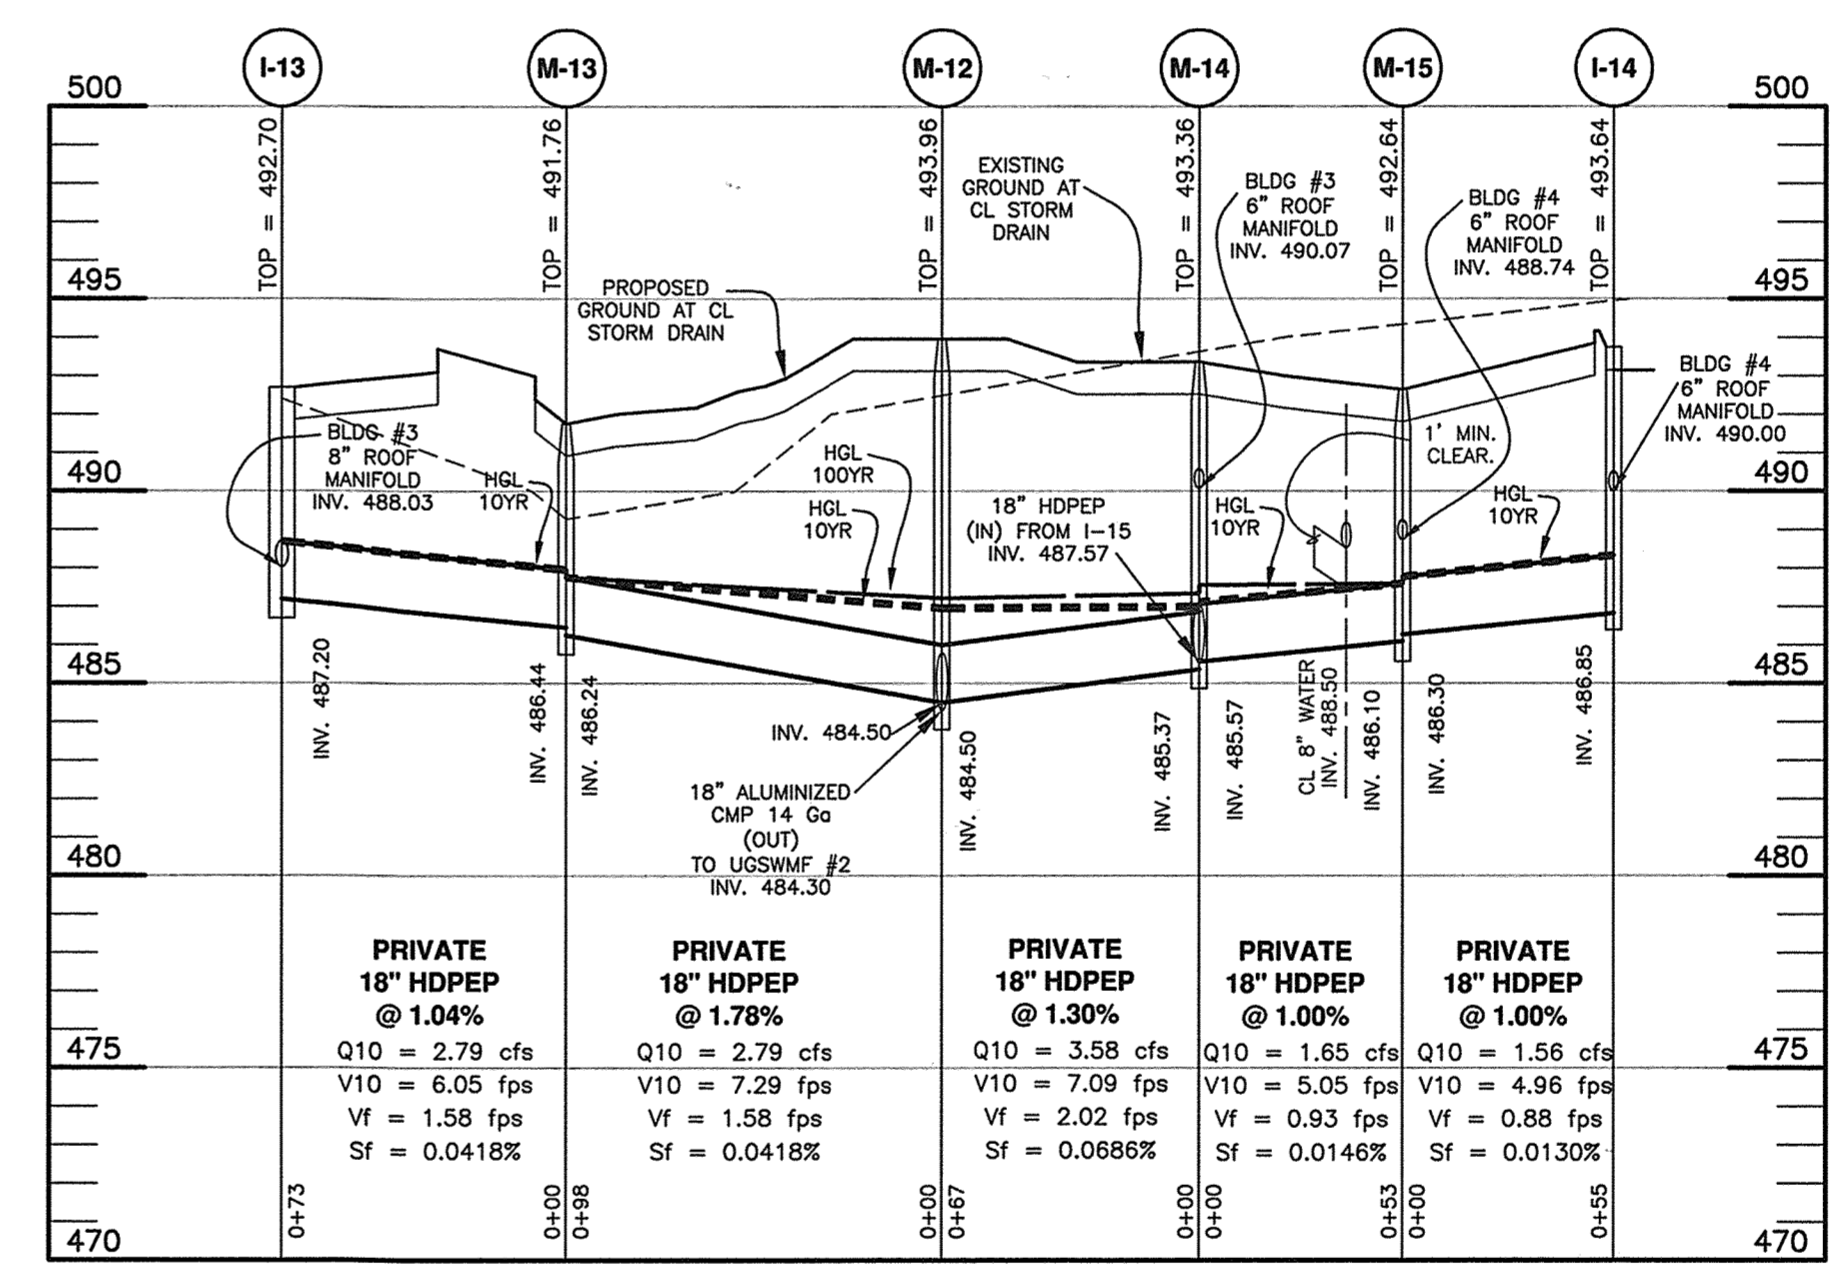 I-13
M-13
M-12
M-14
M-15
I-14
500
500
TOP = 492.70
TOP = 491.76
TOP = 493.96
TOP = 493.36
TOP = 492.64
TOP = 493.64
EXISTING
GROUND AT
CL STORM
DRAIN
BLDG #3
6" ROOF
MANIFOLD
INV. 490.07
BLDG #4
6" ROOF
MANIFOLD
INV. 488.74
495
495
PROPOSED
GROUND AT CL
STORM DRAIN
BLDG #4
6" ROOF
MANIFOLD
INV. 490.00
BLDG #3
8" ROOF
MANIFOLD
INV. 488.03
HGL
10YR
HGL
100YR
HGL
10YR
18" HDPEP
(IN) FROM I-15
INV. 487.57
HGL
10YR
1' MIN.
CLEAR.
HGL
10YR
490
490
485
485
INV. 487.20
INV. 486.44
INV. 486.24
INV. 484.50
INV. 484.50
INV. 485.37
INV. 485.57
CL 8" WATER
INV. 488.50
INV. 486.10
INV. 486.30
INV. 486.85
18" ALUMINIZED
CMP 14 Ga
(OUT)
TO UGSWMF #2
INV. 484.30
480
480
PRIVATE
18" HDPEP
@ 1.04%
Q10 = 2.79 cfs
V10 = 6.05 fps
Vf = 1.58 fps
Sf = 0.0418%
PRIVATE
18" HDPEP
@ 1.78%
Q10 = 2.79 cfs
V10 = 7.29 fps
Vf = 1.58 fps
Sf = 0.0418%
PRIVATE
18" HDPEP
@ 1.30%
Q10 = 3.58 cfs
V10 = 7.09 fps
Vf = 2.02 fps
Sf = 0.0686%
PRIVATE
18" HDPEP
@ 1.00%
Q10 = 1.65 cfs
V10 = 5.05 fps
Vf = 0.93 fps
Sf = 0.0146%
PRIVATE
18" HDPEP
@ 1.00%
Q10 = 1.56 cfs
V10 = 4.96 fps
Vf = 0.88 fps
Sf = 0.0130%
475
475
0+73
0+00
0+98
0+00
0+67
0+00
0+00
0+53
0+00
0+55
470
470